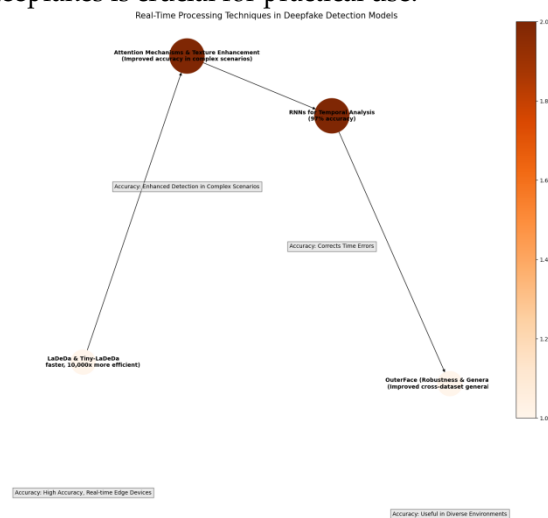 deepfakes is crucial for practical use.
Real-Time Processing Techniques in Deepfake Detection Models
Attention Mechanisms & Texture Enhancement
(Improved accuracy in complex scenarios)
RNNs for Temporal Analysis
(97% accuracy)
Accuracy: Enhanced Detection in Complex Scenarios
Accuracy: Corrects Time Errors
LaDeDa & Tiny-LaDeDa
faster, 10,000x more efficient)
OuterFace (Robustness & Genera
(Improved cross-dataset general
Accuracy: High Accuracy, Real-time Edge Devices
Accuracy: Useful in Diverse Environments
2.0
1.8
1.6
1.4
1.2
1.0